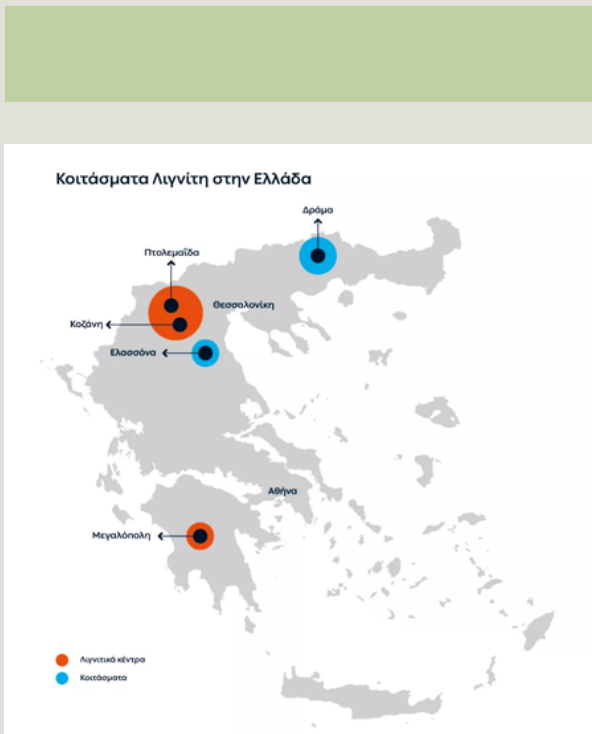 Κοιτάσματα Λιγνίτη στην Ελλάδα
Δράμα
Πτολεμαΐδα
Θεσσαλονίκη
Κοζάνη
Ελασσόνα
Αθήνα
Μεγαλόπολη
Λιγνιτικά κέντρα
Κοιτάσματα